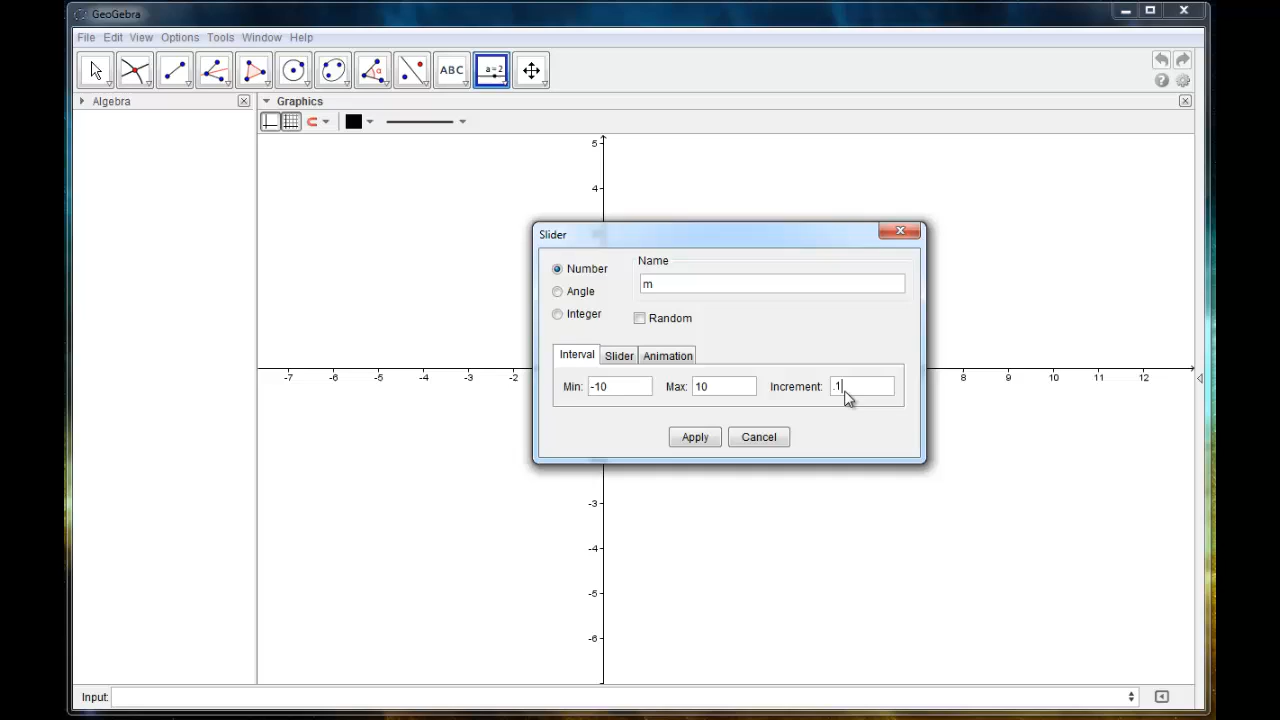 GeoGebra
File Edit View Options Tools Window Help
ABC a=2
Algebra
Graphics
5
4
Slider
Number
Angle
Integer
Name
m
Random
Interval Slider Animation
Min: -10 Max: 10 Increment: .1
Apply Cancel
-7 -6 -5 -4 -3 -2 8 9 10 11 12
-3
-4
-5
-6
Input: